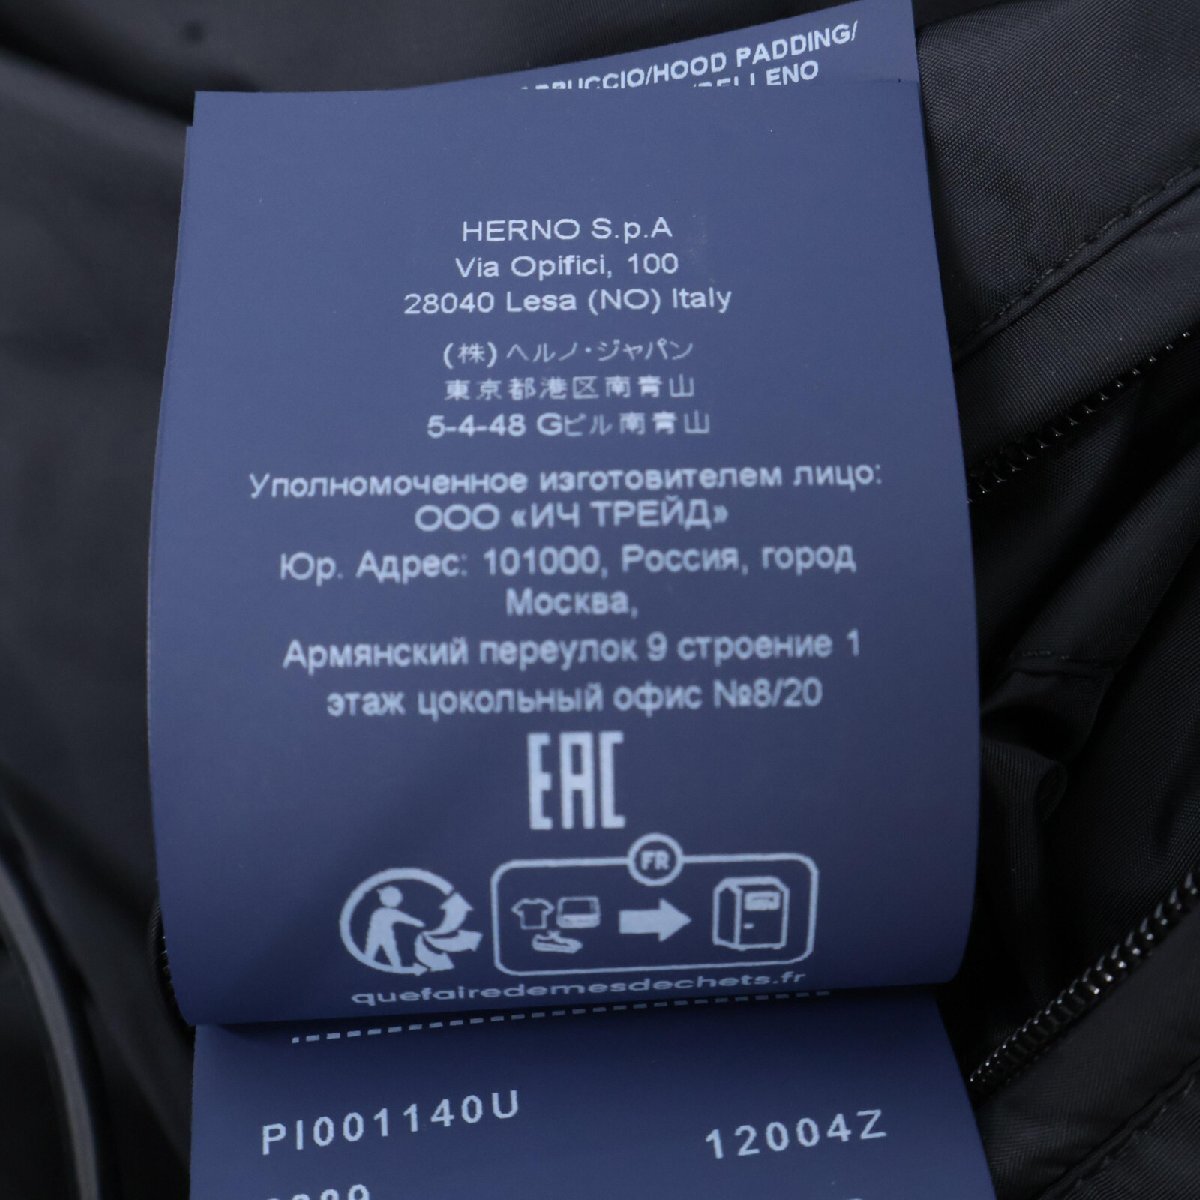 HOOD PADDING/
HERNO S.p.A
Via Opifici, 100
28040 Lesa (NO) Italy
(株) ヘルノ・ジャパン
東京都港区南青山
5-4-48 Gビル南青山
Уполномоченное изготовителем лицо:
ООО «ИЧ ТРЕЙД»
Юр. Адрес: 101000, Россия, город
Москва,
Армянский переулок 9 строение 1
этаж цокольный офис №8/20
EAC
FR
quefairedemesdechets.fr
PI001140U
12004Z